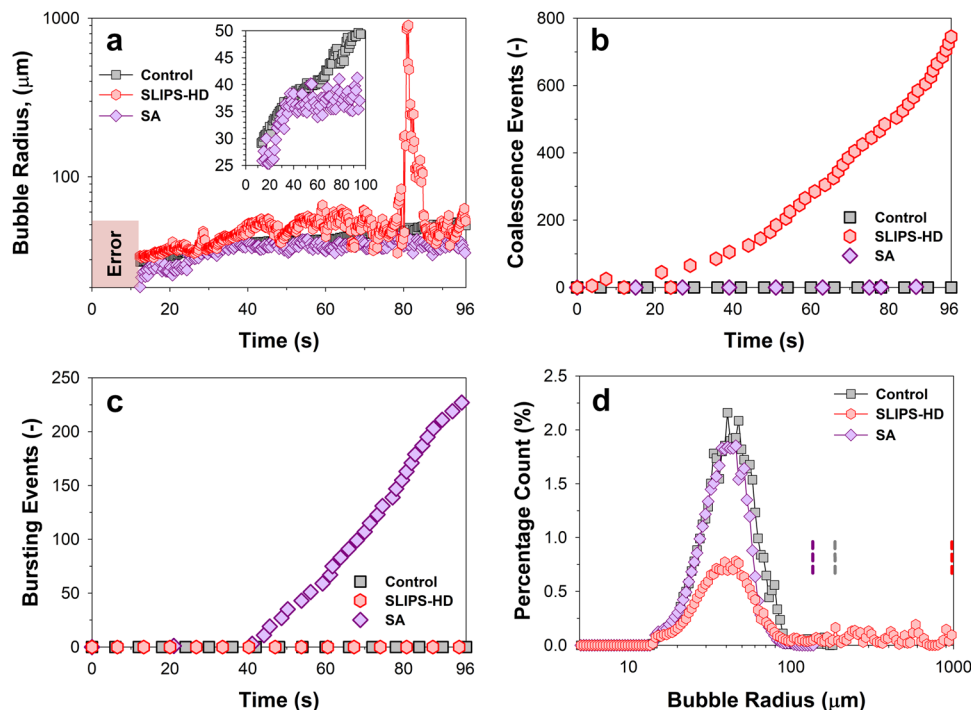 a
1000
100
Bubble Radius, (μm)
Control
SLIPS-HD
SA
50
45
40
35
30
25
0 20 40 60 80 100
Error
0 20 40 60 80 96
Time (s)
b
800
600
400
200
0
Coalescence Events (-)
Control
SLIPS-HD
SA
0 20 40 60 80 96
Time (s)
c
250
200
150
100
50
0
Bursting Events (-)
Control
SLIPS-HD
SA
0 20 40 60 80 96
Time (s)
d
2.5
2.0
1.5
1.0
0.5
0.0
Percentage Count (%)
Control
SLIPS-HD
SA
10 100 1000
Bubble Radius (μm)